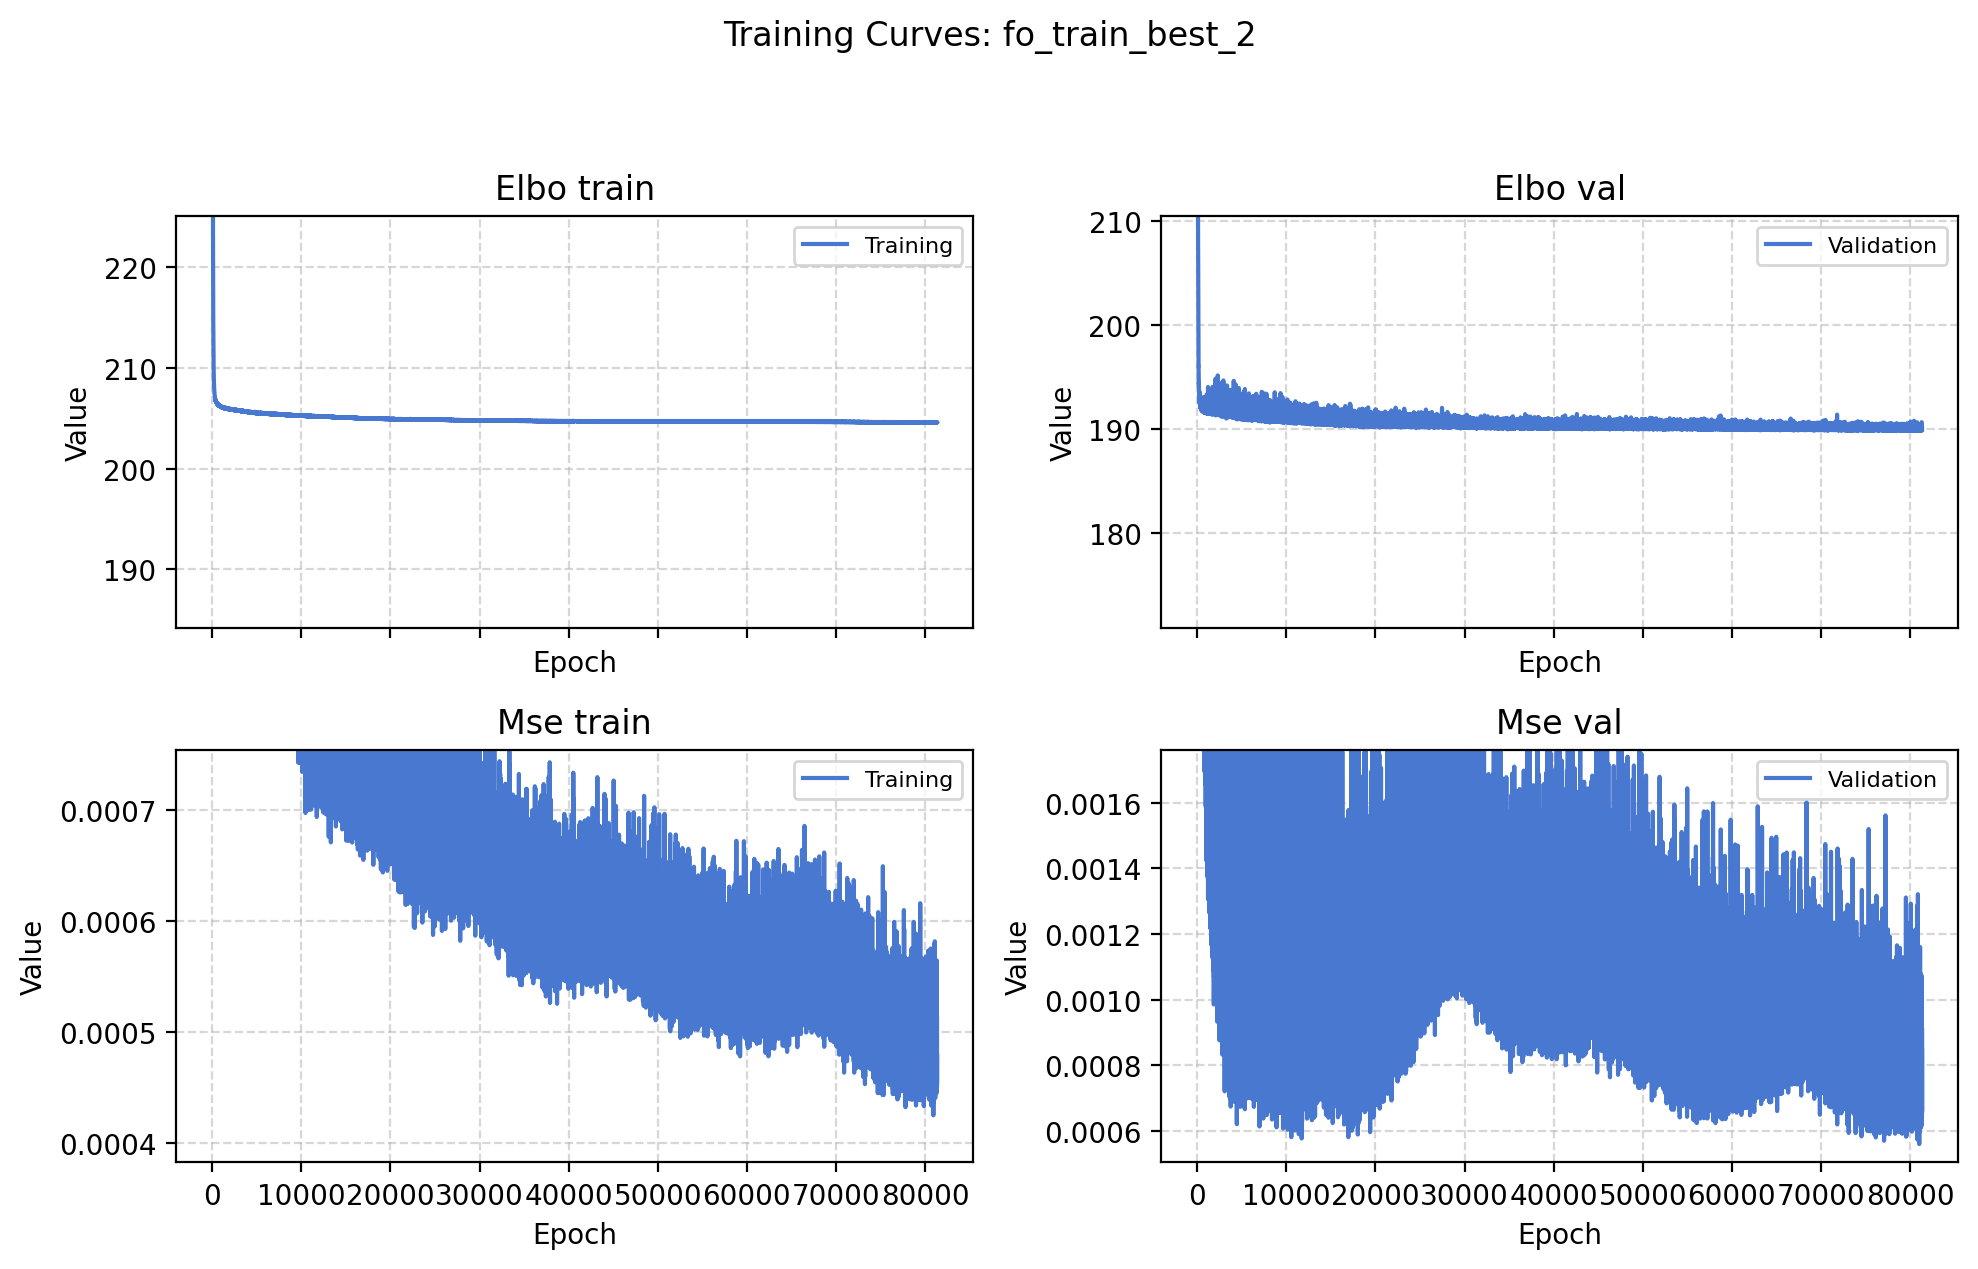 Training Curves: fo_train_best_2
Elbo train
Elbo val
Training
Validation
220
210
200
190
210
200
190
180
Value
Value
Epoch
Epoch
Mse train
Mse val
Training
Validation
0.0007
0.0006
0.0005
0.0004
0.0016
0.0014
0.0012
0.0010
0.0008
0.0006
Value
Value
0 10000 20000 30000 40000 50000 60000 70000 80000
0 10000 20000 30000 40000 50000 60000 70000 80000
Epoch
Epoch